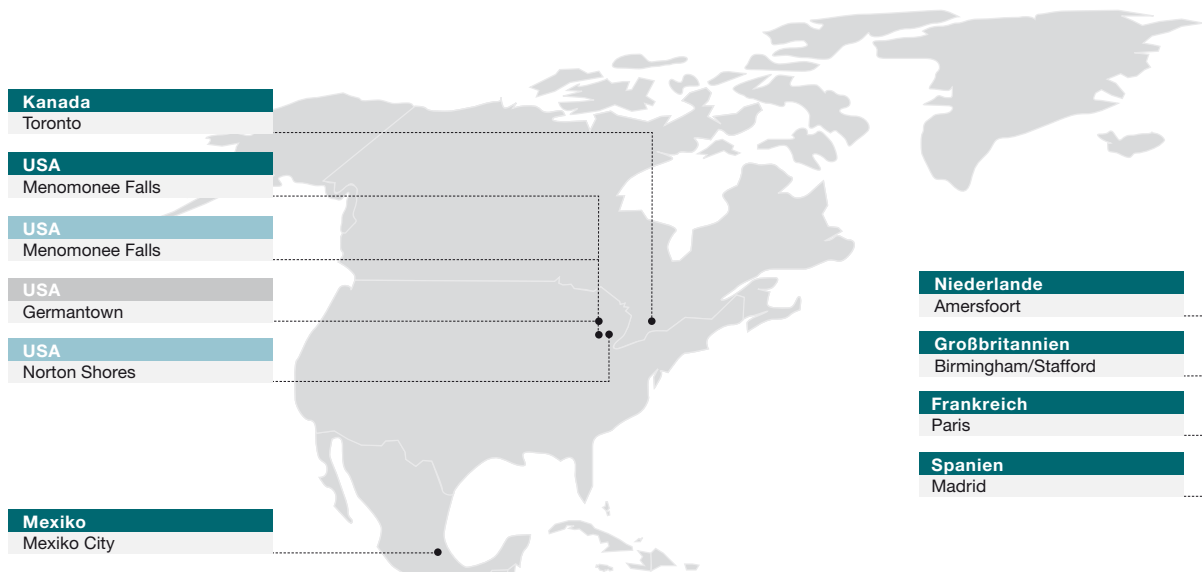 Kanada
Toronto
USA
Menomonee Falls
USA
Menomonee Falls
USA
Germantown
USA
Norton Shores
Mexiko
Mexiko City
Niederlande
Amersfoort
Großbritannien
Birmingham/Stafford
Frankreich
Paris
Spanien
Madrid